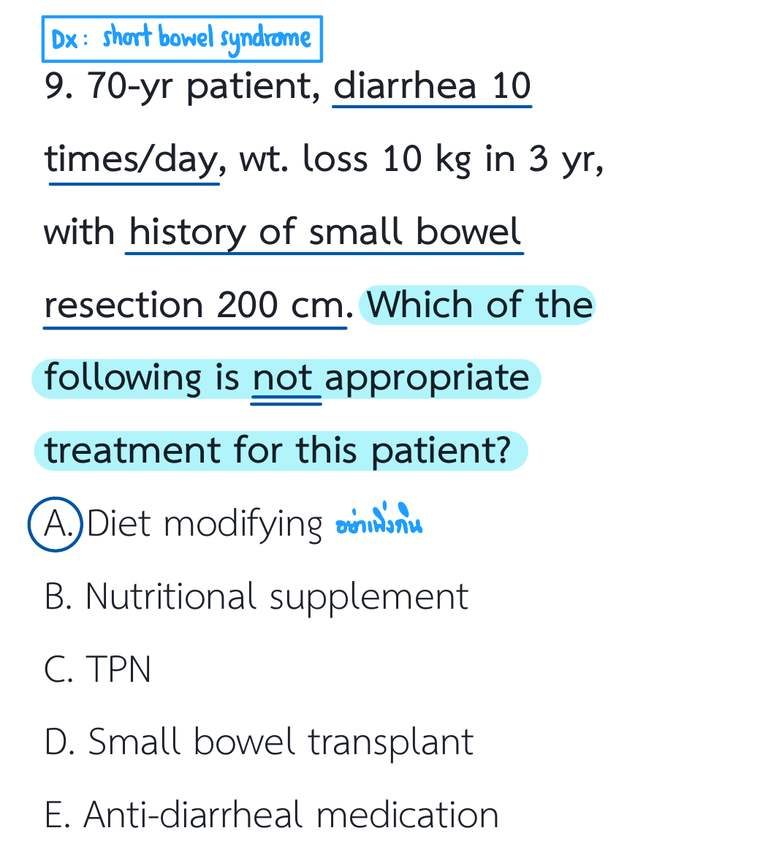 Dx: short bowel syndrome
9. 70-yr patient, diarrhea 10
times/day, wt. loss 10 kg in 3 yr,
with history of small bowel
resection 200 cm. Which of the
following is not appropriate
treatment for this patient?
A. Diet modifying อย่าเพิ่งกิน
B. Nutritional supplement
C. TPN
D. Small bowel transplant
E. Anti-diarrheal medication